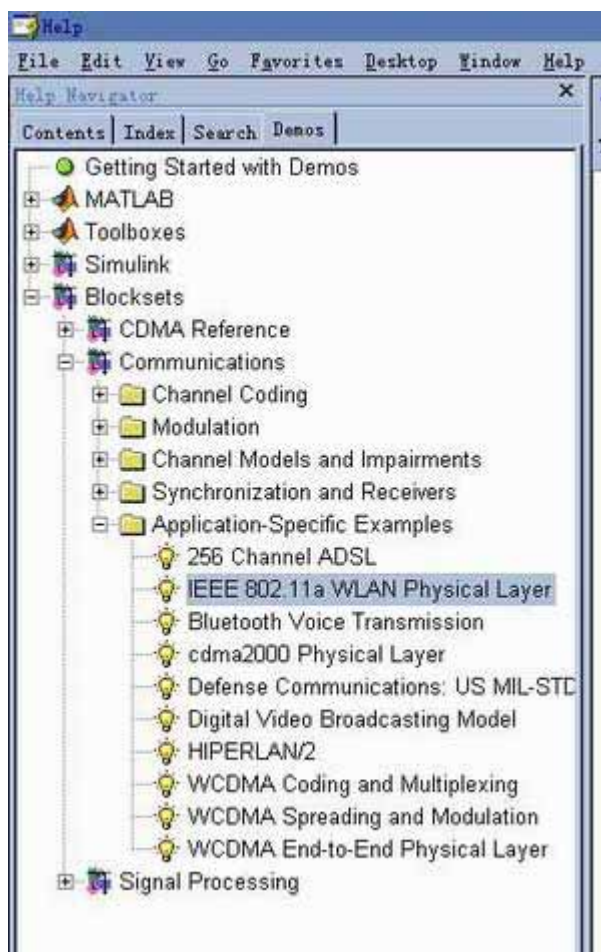 Help
File Edit View Go Favorites Desktop Window Help
Help Navigator
Contents Index Search Demos
Getting Started with Demos
MATLAB
Toolboxes
Simulink
Blocksets
CDMA Reference
Communications
Channel Coding
Modulation
Channel Models and Impairments
Synchronization and Receivers
Application-Specific Examples
256 Channel ADSL
IEEE 802.11a WLAN Physical Layer
Bluetooth Voice Transmission
cdma2000 Physical Layer
Defense Communications: US MIL-STD
Digital Video Broadcasting Model
HIPERLAN/2
WCDMA Coding and Multiplexing
WCDMA Spreading and Modulation
WCDMA End-to-End Physical Layer
Signal Processing